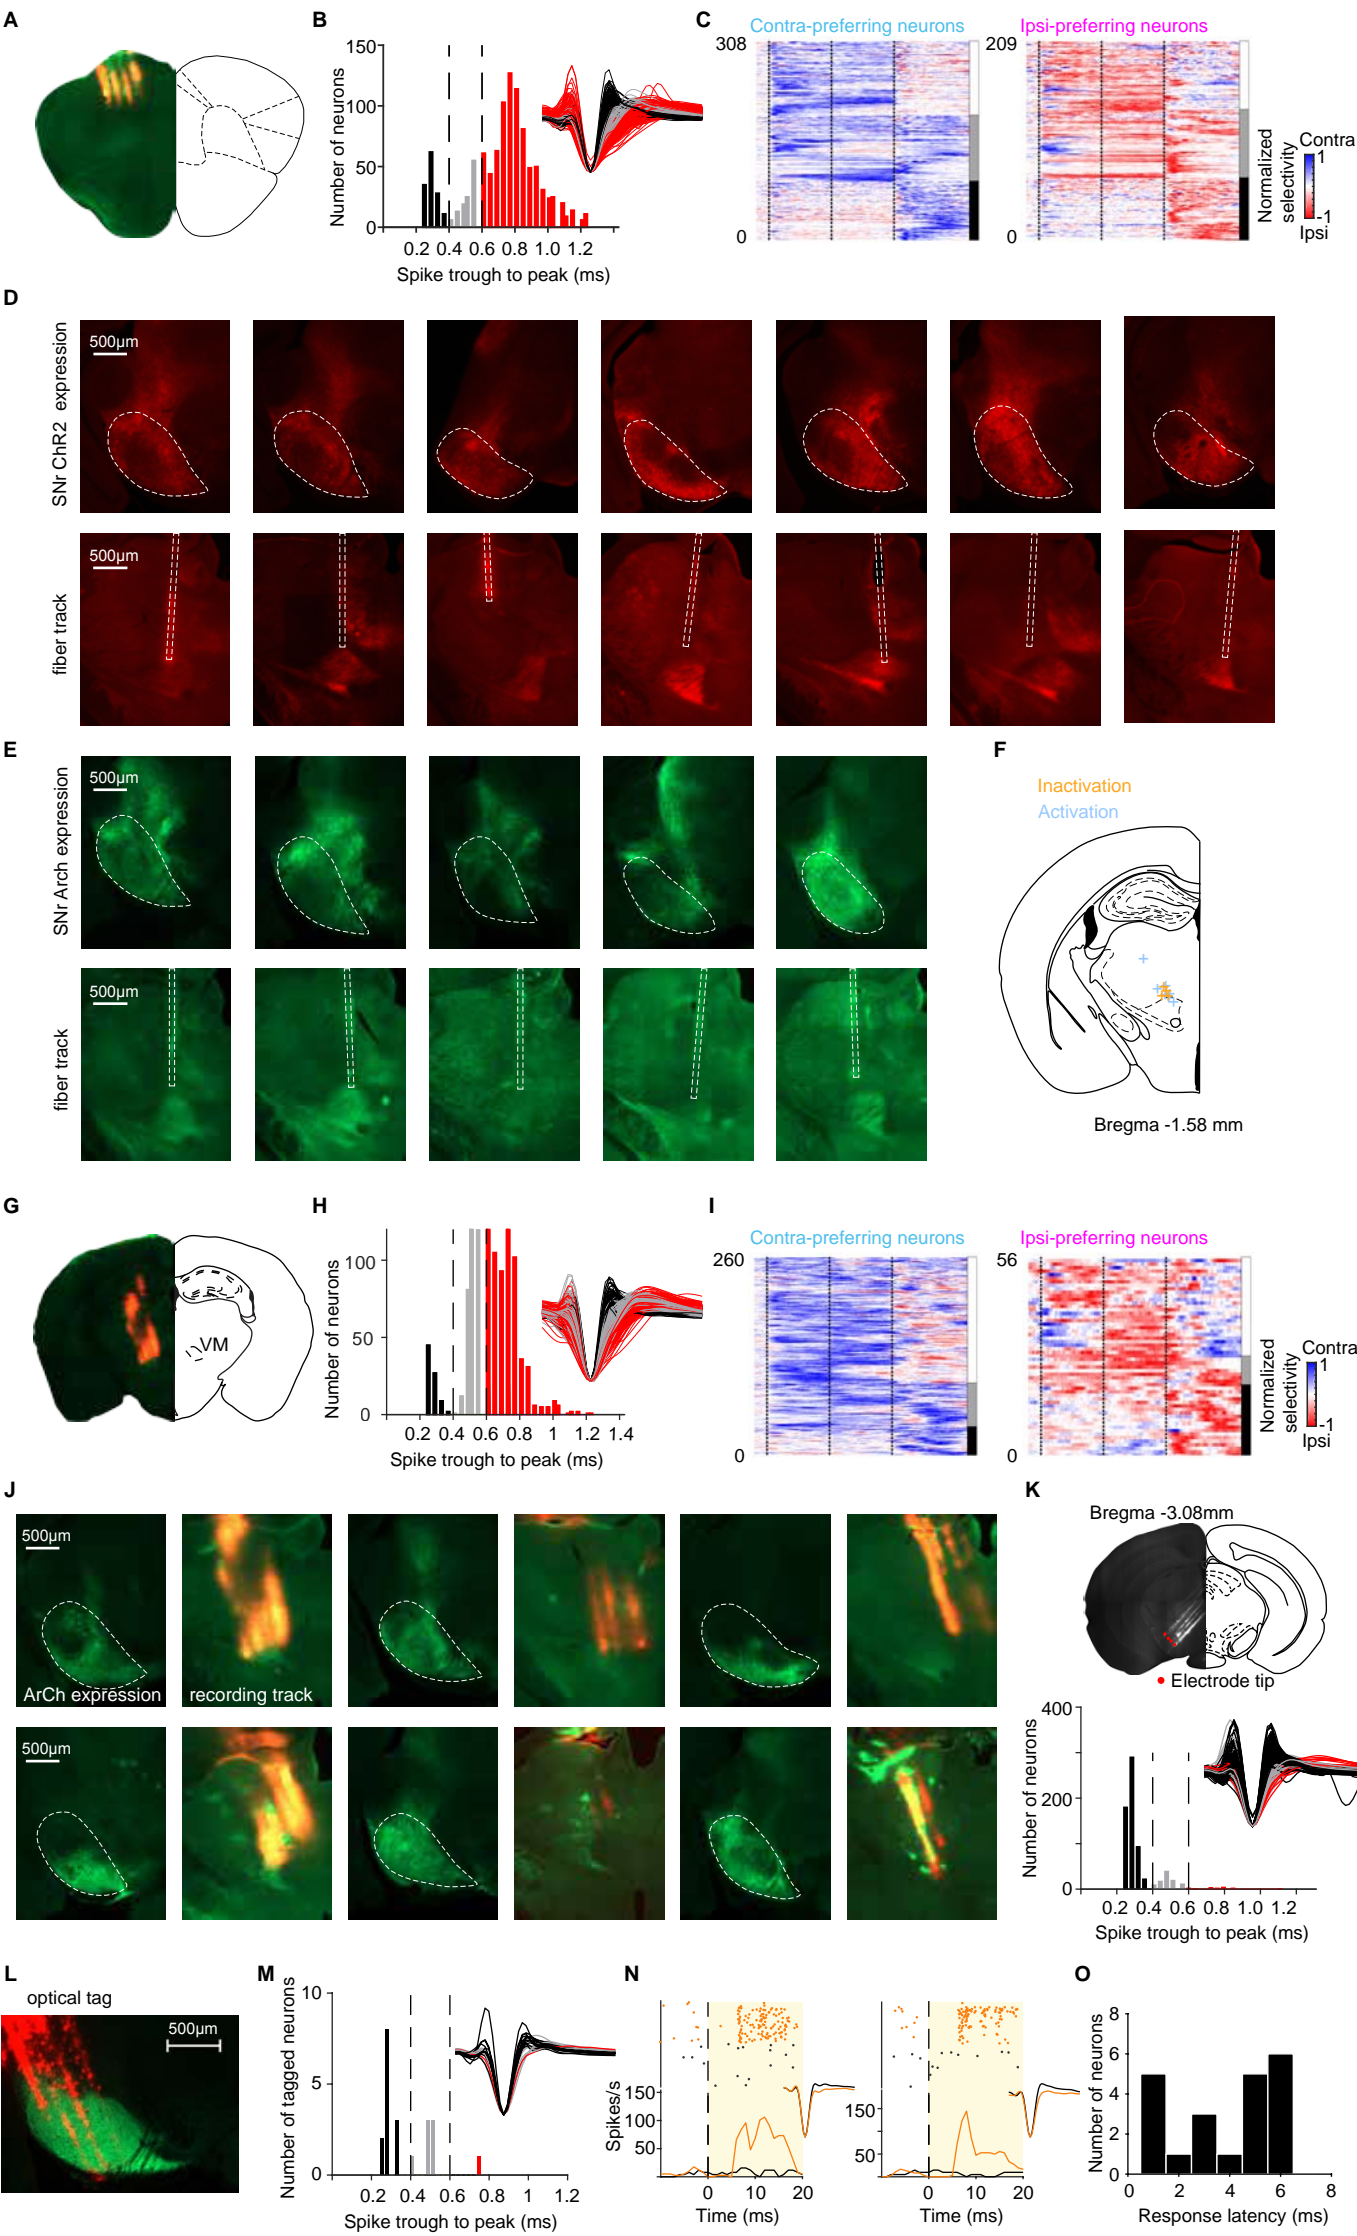 A
B
150
100
50
0
Number of neurons
0.2 0.4 0.6 0.8 1.0 1.2
Spike trough to peak (ms)
C
Contra-preferring neurons
Ipsi-preferring neurons
308
0
209
0
Normalized
selectivity
Contra
1
-1
Ipsi
D
SNr ChR2 expression
500µm
fiber track
500µm
E
SNr Arch expression
500µm
fiber track
500µm
F
Inactivation
Activation
Bregma -1.58 mm
G
VM
H
100
50
0
Number of neurons
0.2 0.4 0.6 0.8 1 1.2 1.4
Spike trough to peak (ms)
I
Contra-preferring neurons
Ipsi-preferring neurons
260
0
56
0
Normalized
selectivity
Contra
1
-1
Ipsi
J
500µm
ArCh expression
recording track
500µm
K
Bregma -3.08mm
Electrode tip
400
200
0
Number of neurons
0.2 0.4 0.6 0.8 1.0 1.2
Spike trough to peak (ms)
L
optical tag
500µm
M
10
5
0
Number of tagged neurons
0.2 0.4 0.6 0.8 1 1.2
Spike trough to peak (ms)
N
Spikes/s
150
100
50
0 10 20
Time (ms)
150
50
0 10 20
Time (ms)
O
8
6
4
2
0
Number of neurons
0 2 4 6 8
Response latency (ms)